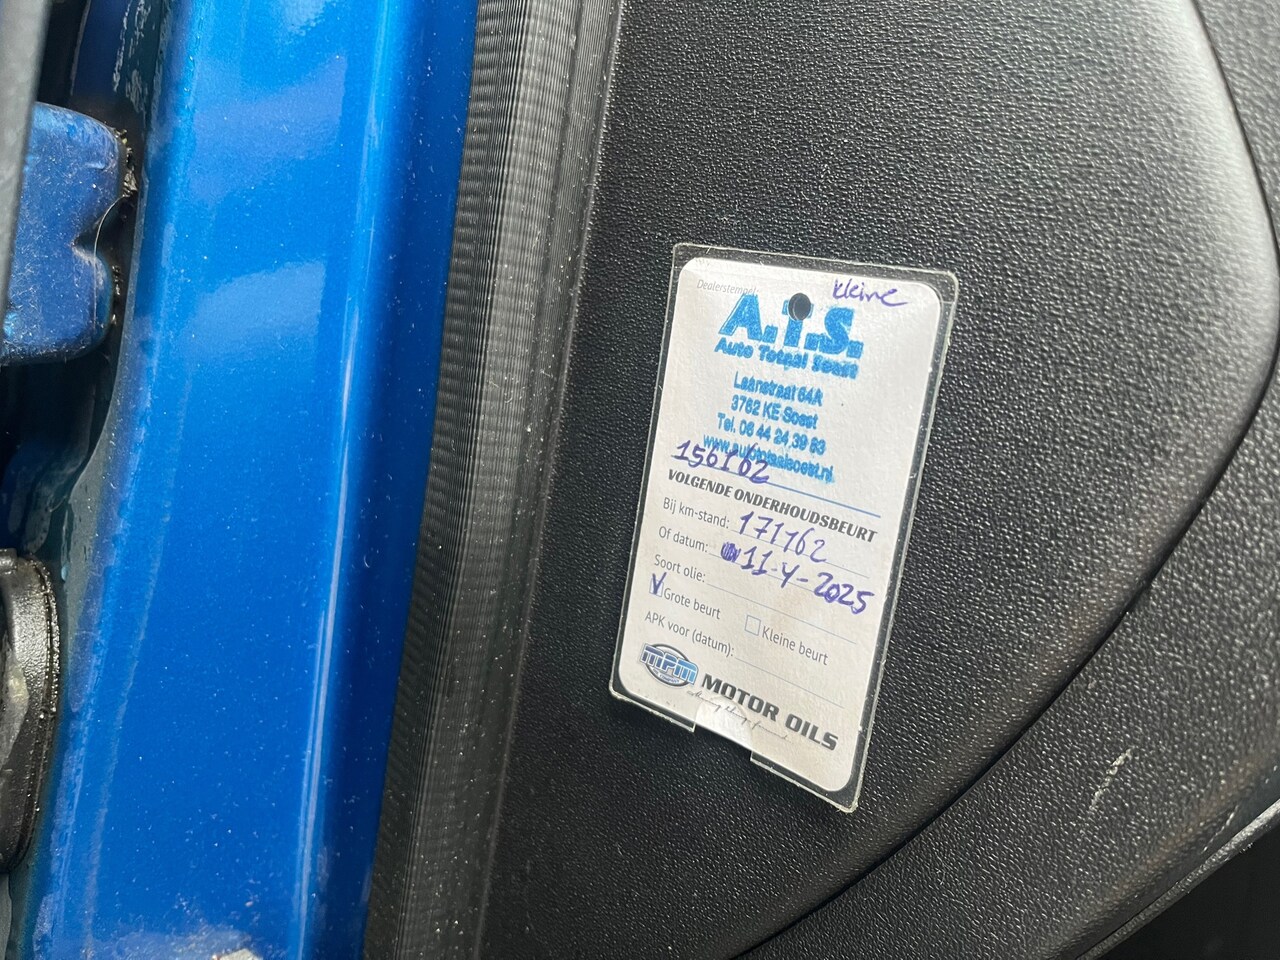 Dealerstempel:
kleine
A.T.S.
Auto Totaal Soest
Laanstraat 64A
3762 KE Soest
Tel. 06 44 24 39 83
www.autototaalsoest.nl
156162
VOLGENDE ONDERHOUDSBEURT
Bij km-stand: 171162
Of datum: 11-4-2025
Soort olie:
Grote beurt
Kleine beurt
APK voor (datum):
mpm MOTOR OILS